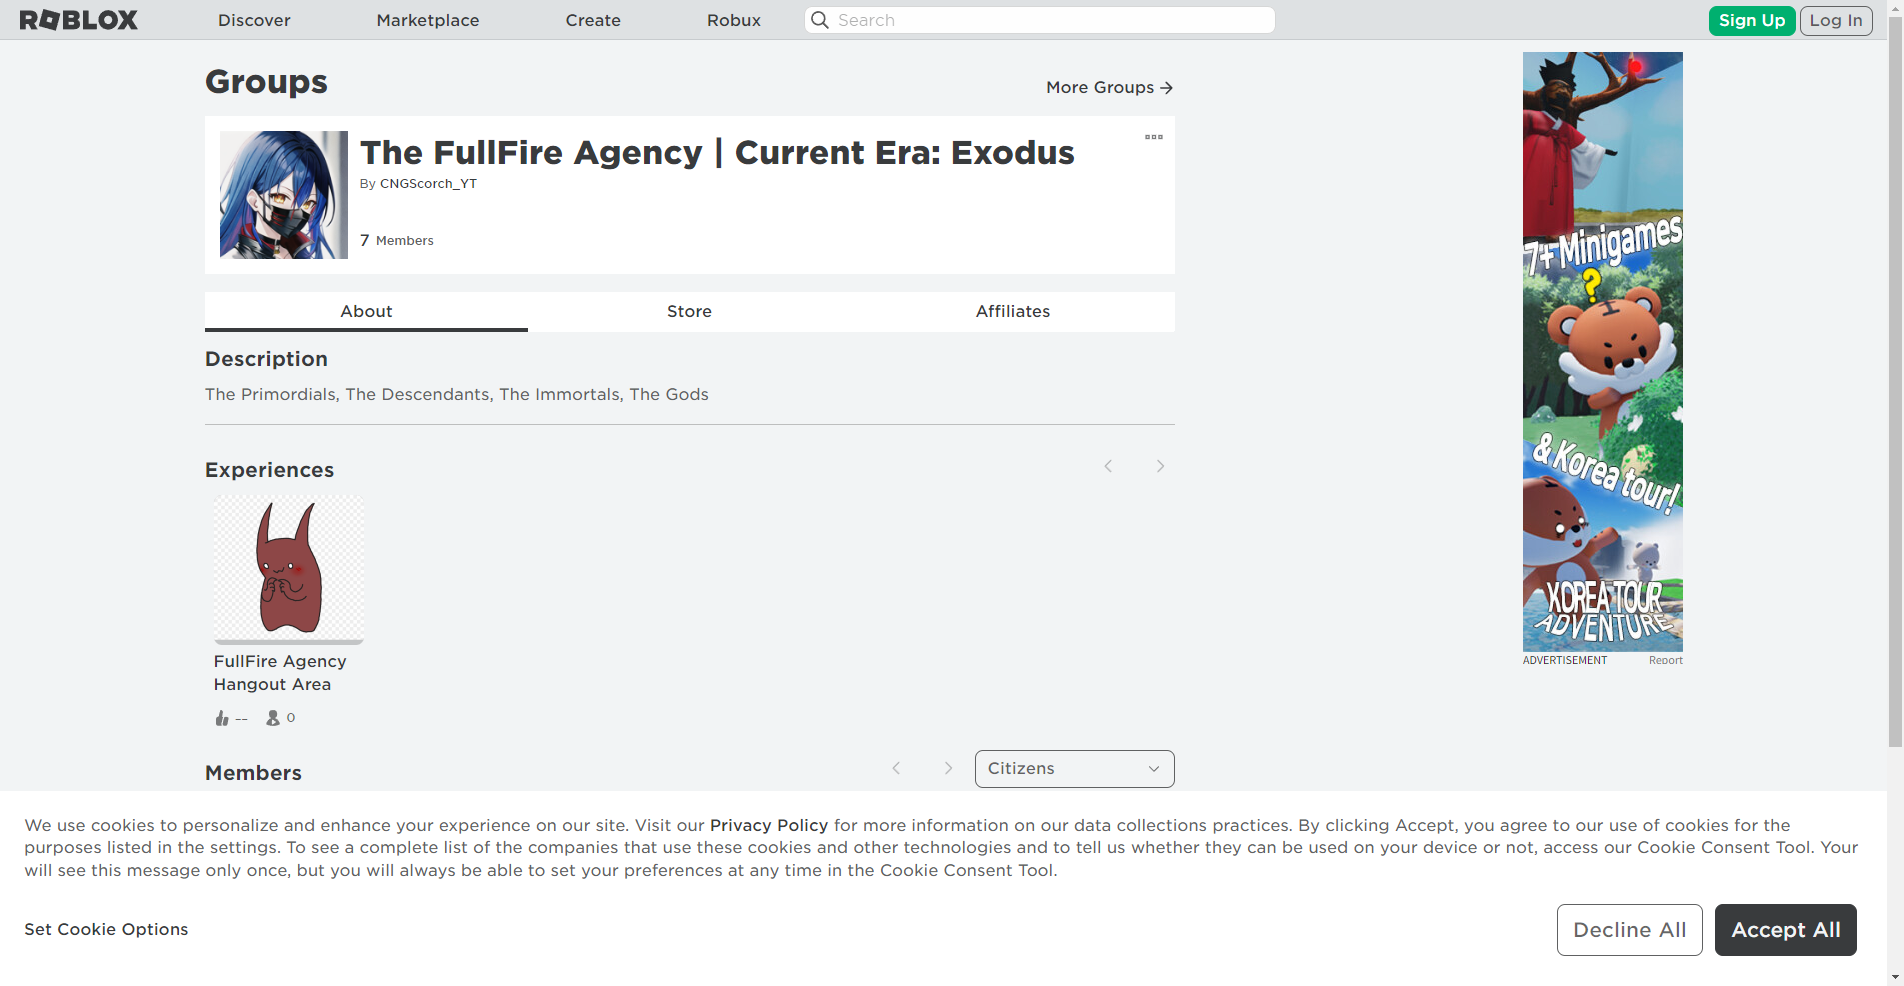 ROBLOX
Discover
Marketplace
Create
Robux
Search
Sign Up
Log In
Groups
More Groups
The FullFire Agency | Current Era: Exodus
By CNGScorch_YT
7 Members
About
Store
Affiliates
Description
The Primordials, The Descendants, The Immortals, The Gods
Experiences
FullFire Agency
Hangout Area
--
0
Members
Citizens
7+ Minigames
?
& Korea tour!
KOREA TOUR
ADVENTURE
ADVERTISEMENT
Report
We use cookies to personalize and enhance your experience on our site. Visit our Privacy Policy for more information on our data collections practices. By clicking Accept, you agree to our use of cookies for the
purposes listed in the settings. To see a complete list of the companies that use these cookies and other technologies and to tell us whether they can be used on your device or not, access our Cookie Consent Tool. Your
will see this message only once, but you will always be able to set your preferences at any time in the Cookie Consent Tool.
Set Cookie Options
Decline All
Accept All